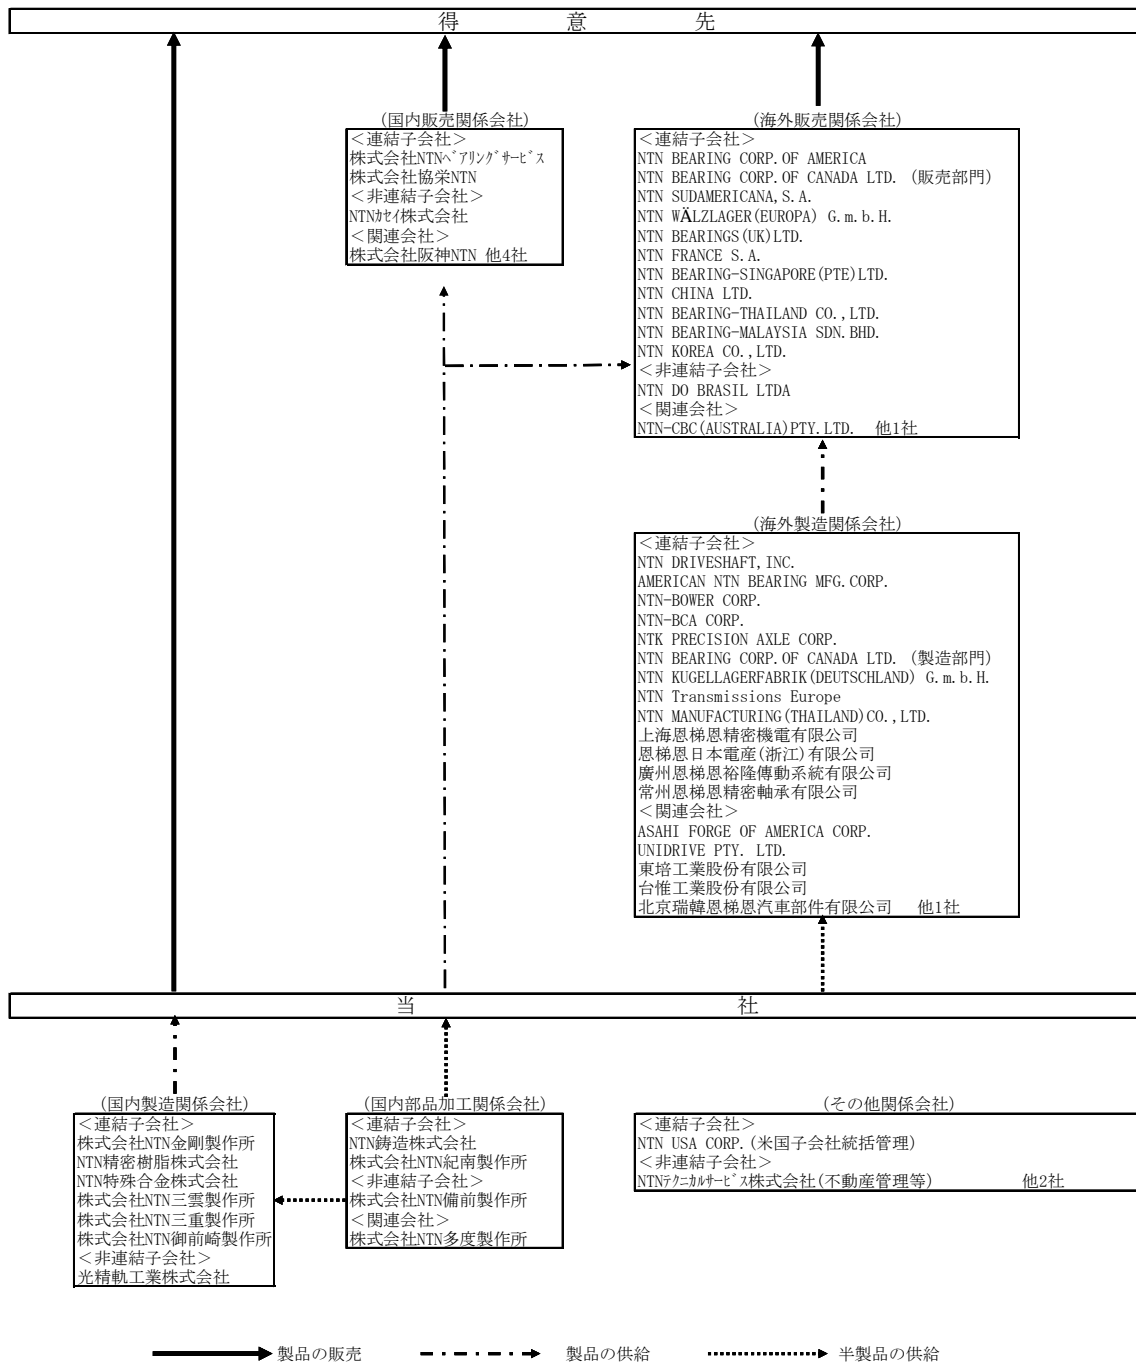 得意先
(国内販売関係会社)
＜連結子会社＞
株式会社NTNﾍﾞｱﾘﾝｸﾞｻｰﾋﾞｽ
株式会社協栄NTN
＜非連結子会社＞
NTNｶｾｲ株式会社
＜関連会社＞
株式会社阪神NTN 他4社
(海外販売関係会社)
＜連結子会社＞
NTN BEARING CORP.OF AMERICA
NTN BEARING CORP.OF CANADA LTD. (販売部門)
NTN SUDAMERICANA,S.A.
NTN WÄLZLAGER(EUROPA) G.m.b.H.
NTN BEARINGS(UK)LTD.
NTN FRANCE S.A.
NTN BEARING-SINGAPORE(PTE)LTD.
NTN CHINA LTD.
NTN BEARING-THAILAND CO.,LTD.
NTN BEARING-MALAYSIA SDN.BHD.
NTN KOREA CO.,LTD.
＜非連結子会社＞
NTN DO BRASIL LTDA
＜関連会社＞
NTN-CBC(AUSTRALIA)PTY.LTD. 他1社
(海外製造関係会社)
＜連結子会社＞
NTN DRIVESHAFT,INC.
AMERICAN NTN BEARING MFG.CORP.
NTN-BOWER CORP.
NTN-BCA CORP.
NTK PRECISION AXLE CORP.
NTN BEARING CORP.OF CANADA LTD. (製造部門)
NTN KUGELLAGERFABRIK(DEUTSCHLAND) G.m.b.H.
NTN Transmissions Europe
NTN MANUFACTURING(THAILAND)CO.,LTD.
上海恩梯恩精密機電有限公司
恩梯恩日本電産(浙江)有限公司
廣州恩梯恩裕隆傳動系統有限公司
常州恩梯恩精密軸承有限公司
＜関連会社＞
ASAHI FORGE OF AMERICA CORP.
UNIDRIVE PTY. LTD.
東培工業股份有限公司
台惟工業股份有限公司
北京瑞韓恩梯恩汽車部件有限公司 他1社
当社
(国内製造関係会社)
＜連結子会社＞
株式会社NTN金剛製作所
NTN精密樹脂株式会社
NTN特殊合金株式会社
株式会社NTN三雲製作所
株式会社NTN三重製作所
株式会社NTN御前崎製作所
＜非連結子会社＞
光精軌工業株式会社
(国内部品加工関係会社)
＜連結子会社＞
NTN鋳造株式会社
株式会社NTN紀南製作所
＜非連結子会社＞
株式会社NTN備前製作所
＜関連会社＞
株式会社NTN多度製作所
(その他関係会社)
＜連結子会社＞
NTN USA CORP.(米国子会社統括管理)
＜非連結子会社＞
NTNﾃｸﾆｶﾙｻｰﾋﾞｽ株式会社(不動産管理等) 他2社
製品の販売
製品の供給
半製品の供給